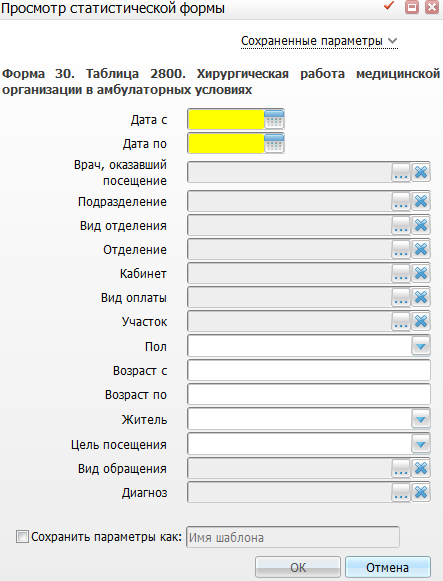 Просмотр статистической формы
Сохраненные параметры
Форма 30. Таблица 2800. Хирургическая работа медицинской
организации в амбулаторных условиях
Дата с
Дата по
Врач, оказавший
посещение
Подразделение
Вид отделения
Отделение
Кабинет
Вид оплаты
Участок
Пол
Возраст с
Возраст по
Житель
Цель посещения
Вид обращения
Диагноз
Сохранить параметры как: Имя шаблона
OK Отмена